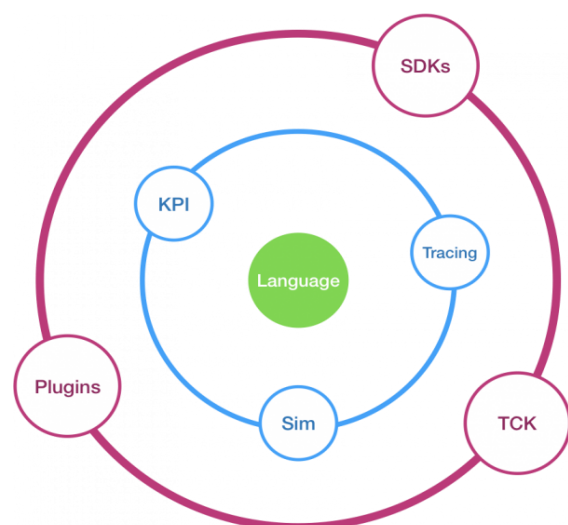 SDKs
KPI
Tracing
Language
Plugins
Sim
TCK